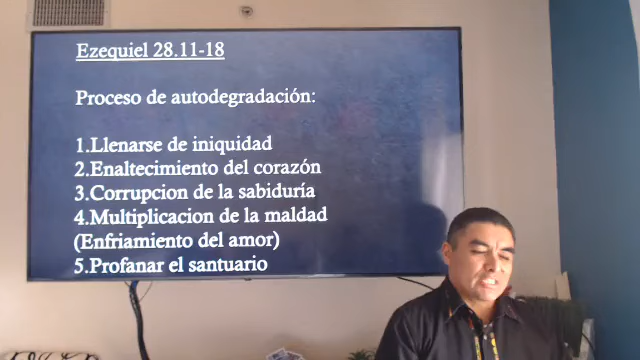 Ezequiel 28.11-18
Proceso de autodegradación:
1.Llenarse de iniquidad
2.Enaltecimiento del corazón
3.Corrupcion de la sabiduría
4.Multiplicacion de la maldad
(Enfriamiento del amor)
5.Profanar el santuario